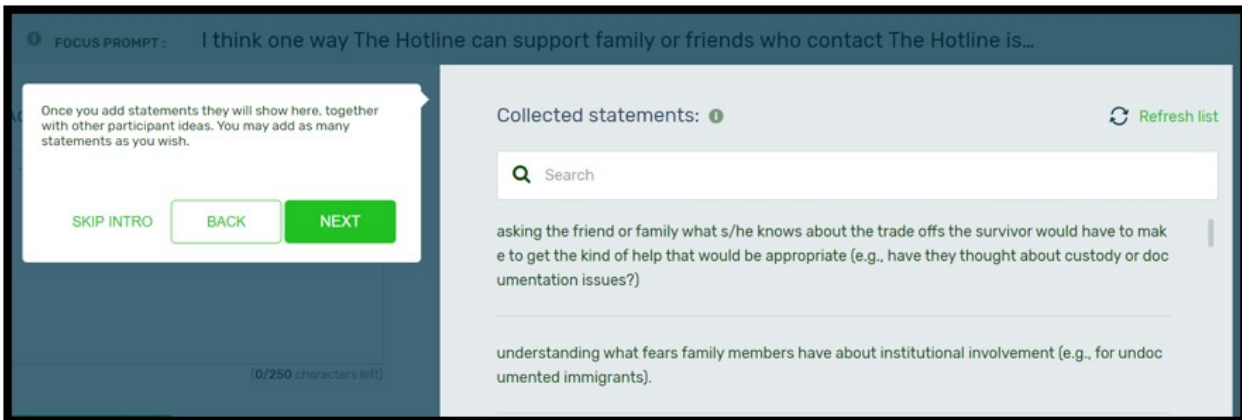 FOCUS PROMPT: I think one way The Hotline can support family or friends who contact The Hotline is...
Once you add statements they will show here, together
with other participant ideas. You may add as many
statements as you wish.
SKIP INTRO BACK NEXT
(0/250 characters left)
Collected statements:
Refresh list
Search
asking the friend or family what s/he knows about the trade offs the survivor would have to mak
e to get the kind of help that would be appropriate (e.g., have they thought about custody or doc
umentation issues?)
understanding what fears family members have about institutional involvement (e.g., for undoc
umented immigrants).